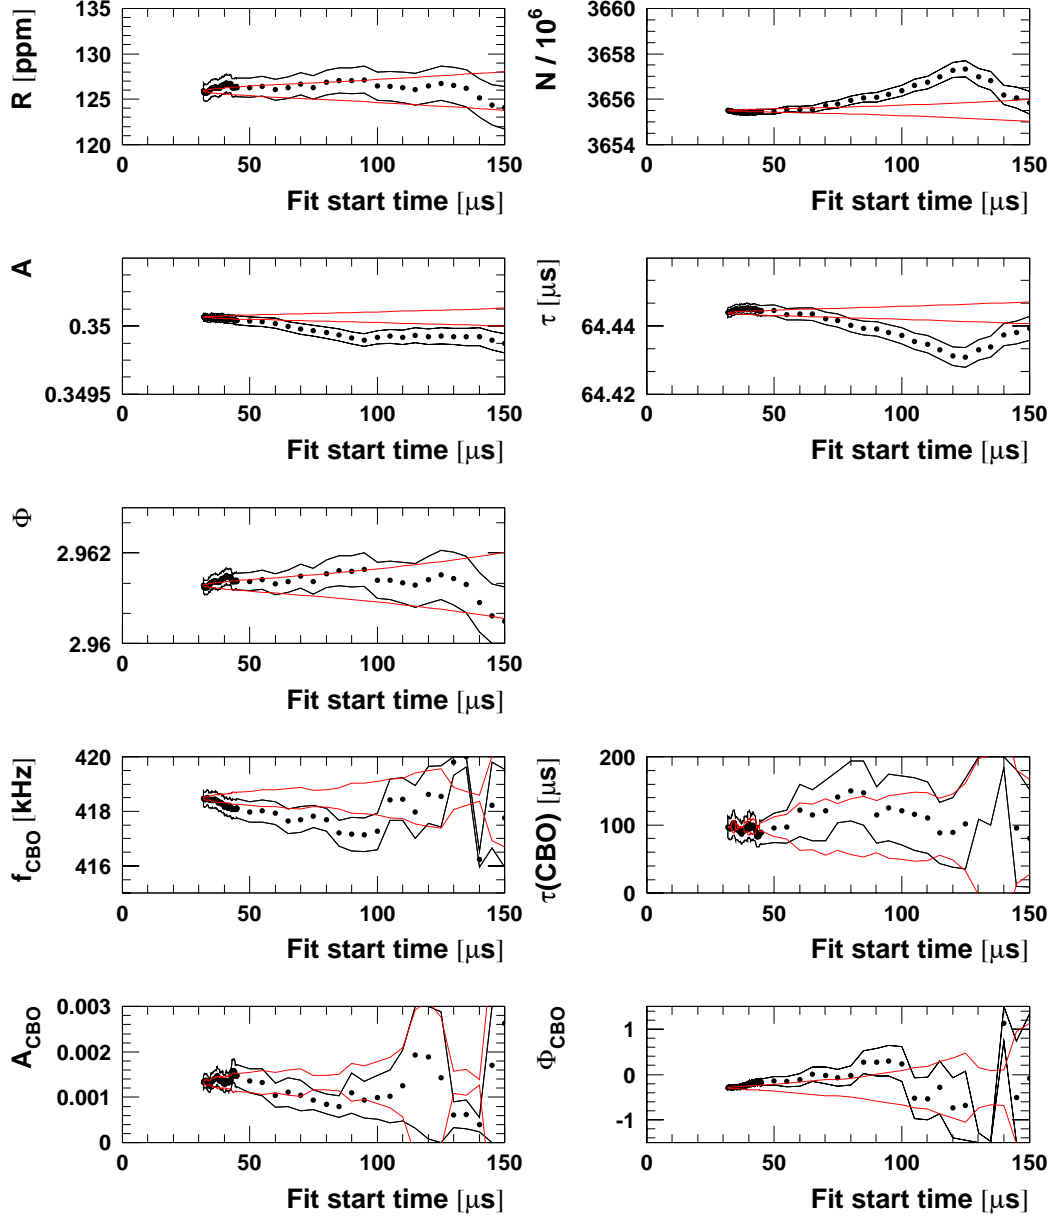 R [ppm]
135
130
125
120
0 50 100 150
Fit start time [μs]
N / 10^6
3660
3658
3656
3654
0 50 100 150
Fit start time [μs]
A
0.35
0.3495
0 50 100 150
Fit start time [μs]
τ [μs]
64.44
64.42
0 50 100 150
Fit start time [μs]
Φ
2.962
2.96
0 50 100 150
Fit start time [μs]
f_CBO [kHz]
420
418
416
0 50 100 150
Fit start time [μs]
τ(CBO) [μs]
200
100
0
0 50 100 150
Fit start time [μs]
A_CBO
0.003
0.002
0.001
0
0 50 100 150
Fit start time [μs]
Φ_CBO
1
0
-1
0 50 100 150
Fit start time [μs]